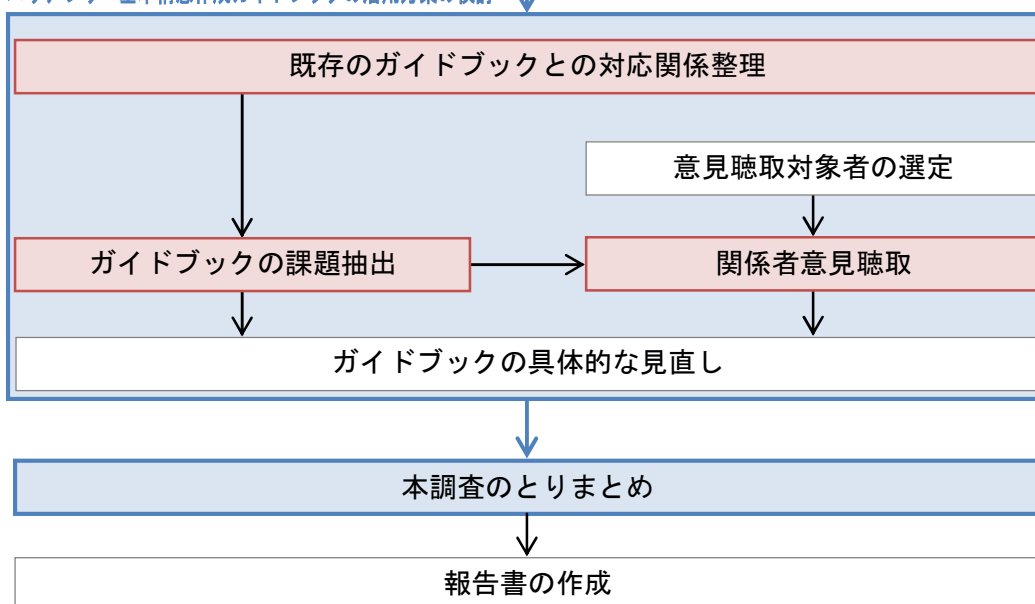 既存のガイドブックとの対応関係整理
意見聴取対象者の選定
ガイドブックの課題抽出
関係者意見聴取
ガイドブックの具体的な見直し
本調査のとりまとめ
報告書の作成